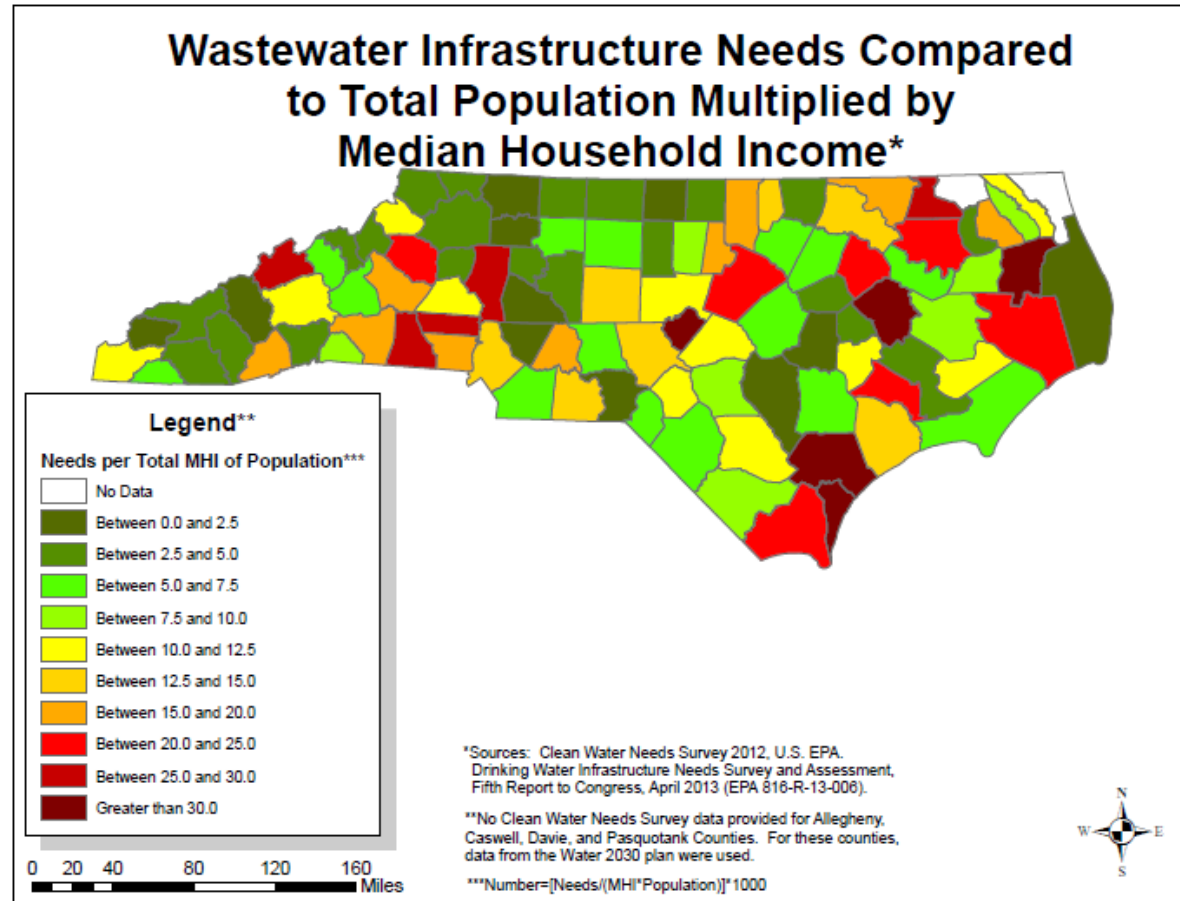 Wastewater Infrastructure Needs Compared
to Total Population Multiplied by
Median Household Income*
Legend**
Needs per Total MHI of Population***
No Data
Between 0.0 and 2.5
Between 2.5 and 5.0
Between 5.0 and 7.5
Between 7.5 and 10.0
Between 10.0 and 12.5
Between 12.5 and 15.0
Between 15.0 and 20.0
Between 20.0 and 25.0
Between 25.0 and 30.0
Greater than 30.0
0 20 40 80 120 160
Miles
*Sources: Clean Water Needs Survey 2012, U.S. EPA.
Drinking Water Infrastructure Needs Survey and Assessment,
Fifth Report to Congress, April 2013 (EPA 816-R-13-006).
**No Clean Water Needs Survey data provided for Allegheny,
Caswell, Davie, and Pasquotank Counties. For these counties,
data from the Water 2030 plan were used.
***Number=[Needs/(MHI*Population)]*1000
N
W E
S